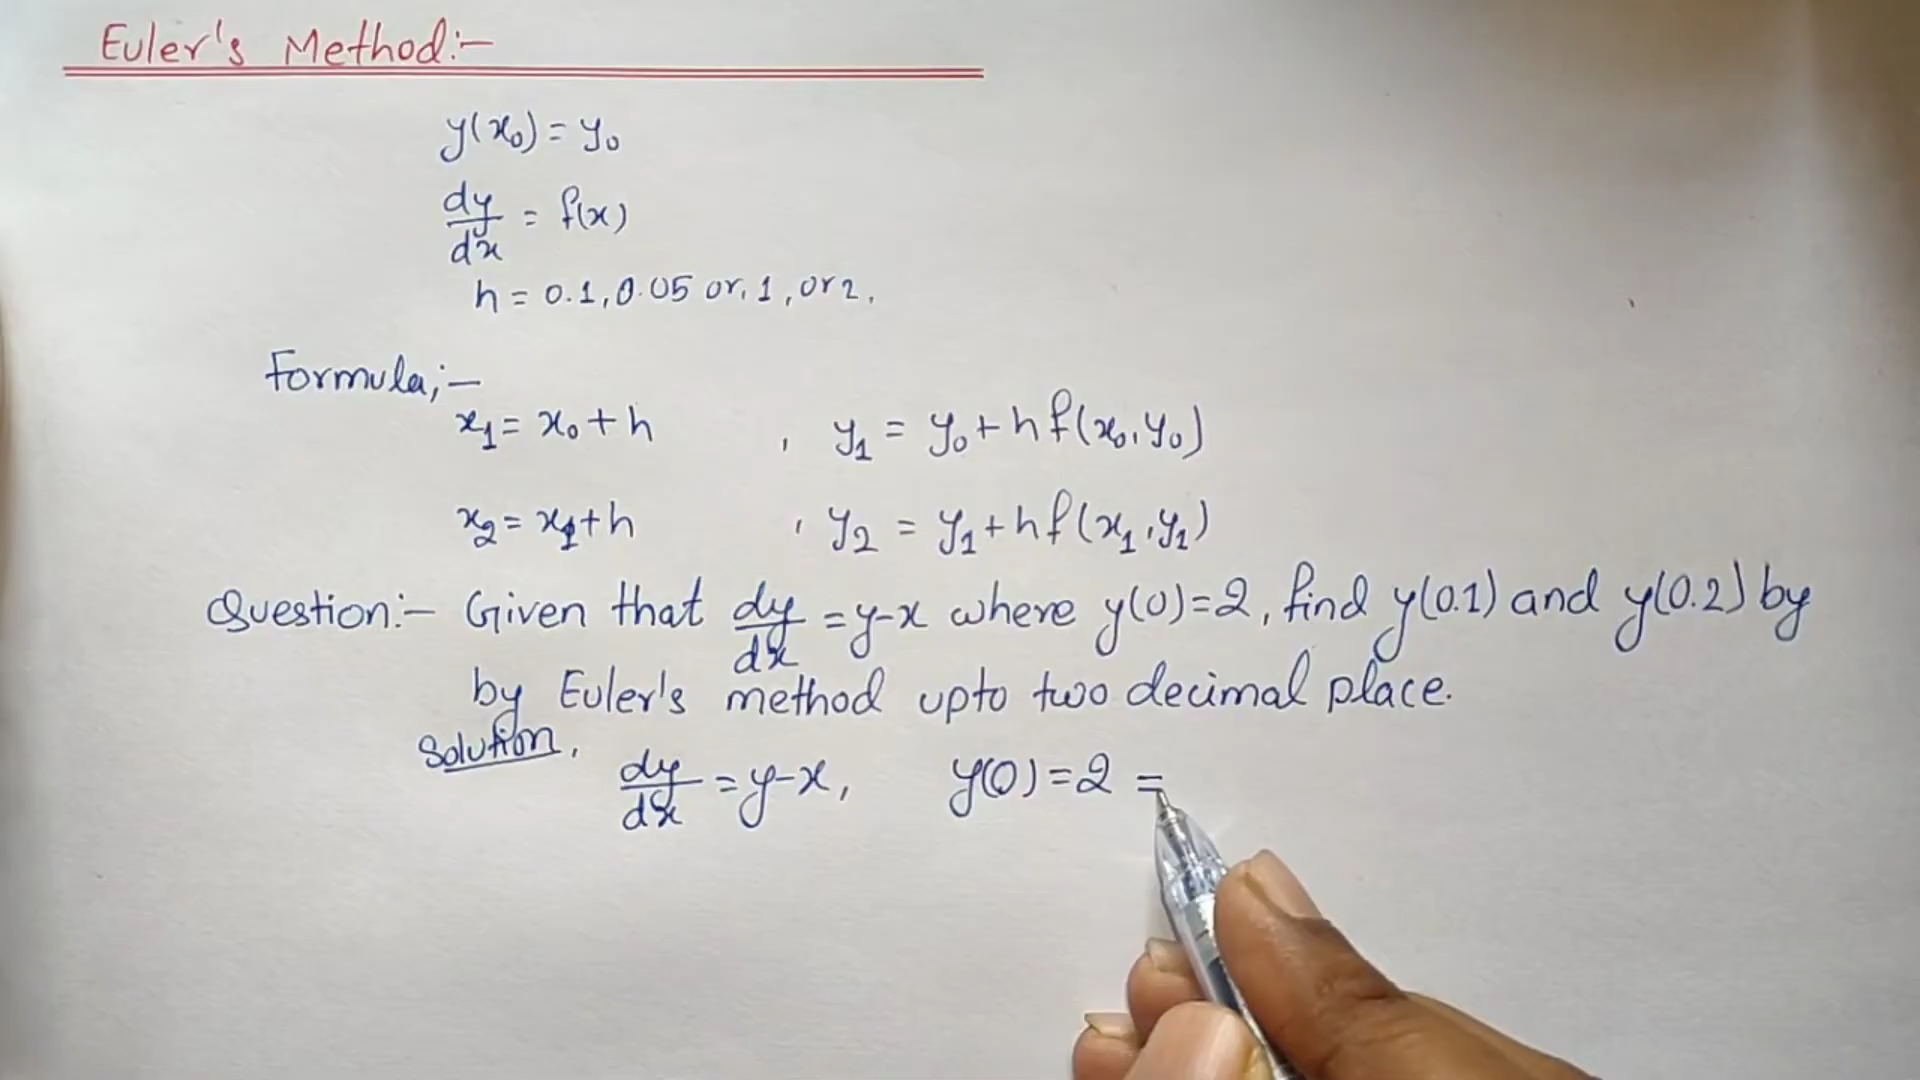 Euler's Method:-
y(x₀) = y₀
dy/dx = f(x)
h = 0.1, 0.05 or, 1, or 2,
Formula;-
x₁ = x₀ + h , y₁ = y₀ + h f(x₀, y₀)
x₂ = x₁ + h , y₂ = y₁ + h f(x₁, y₁)
Question:- Given that dy/dx = y-x where y(0)=2, find y(0.1) and y(0.2) by
by Euler's method upto two decimal place.
Solution,
dy/dx = y-x, y(0)=2 =